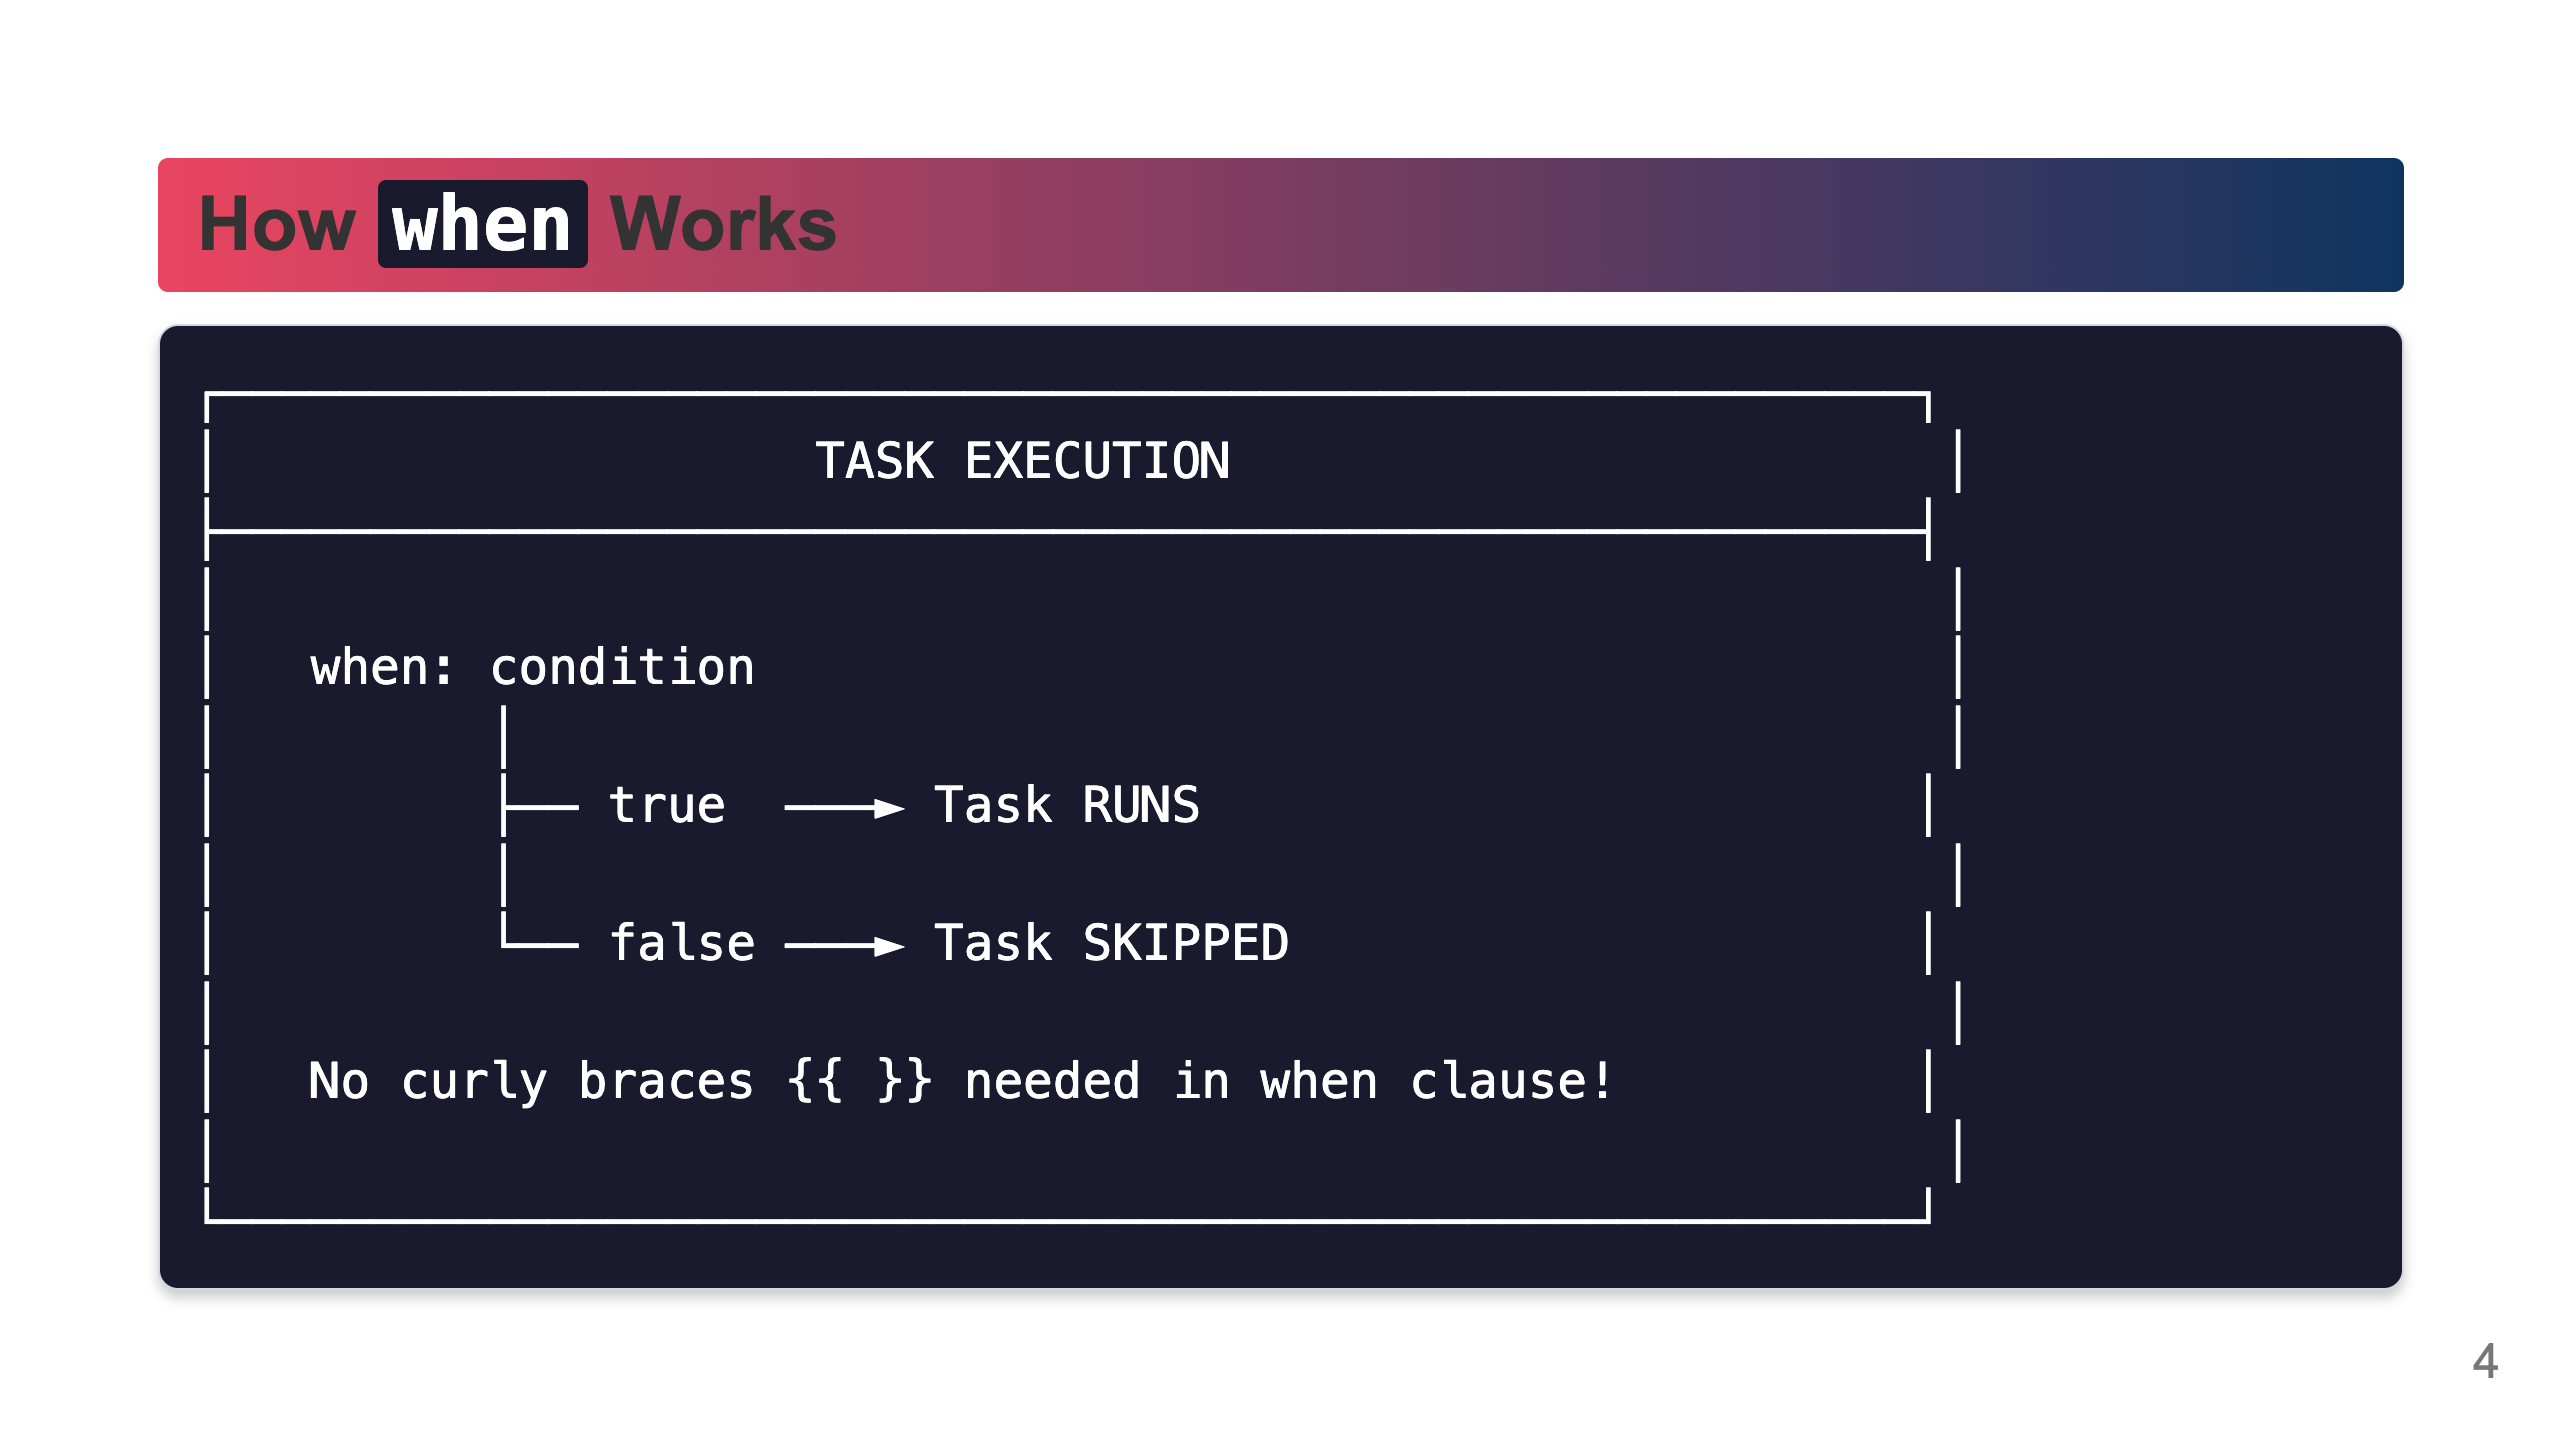 How when Works
TASK EXECUTION
when: condition
true Task RUNS
false Task SKIPPED
No curly braces {{ }} needed in when clause!
4